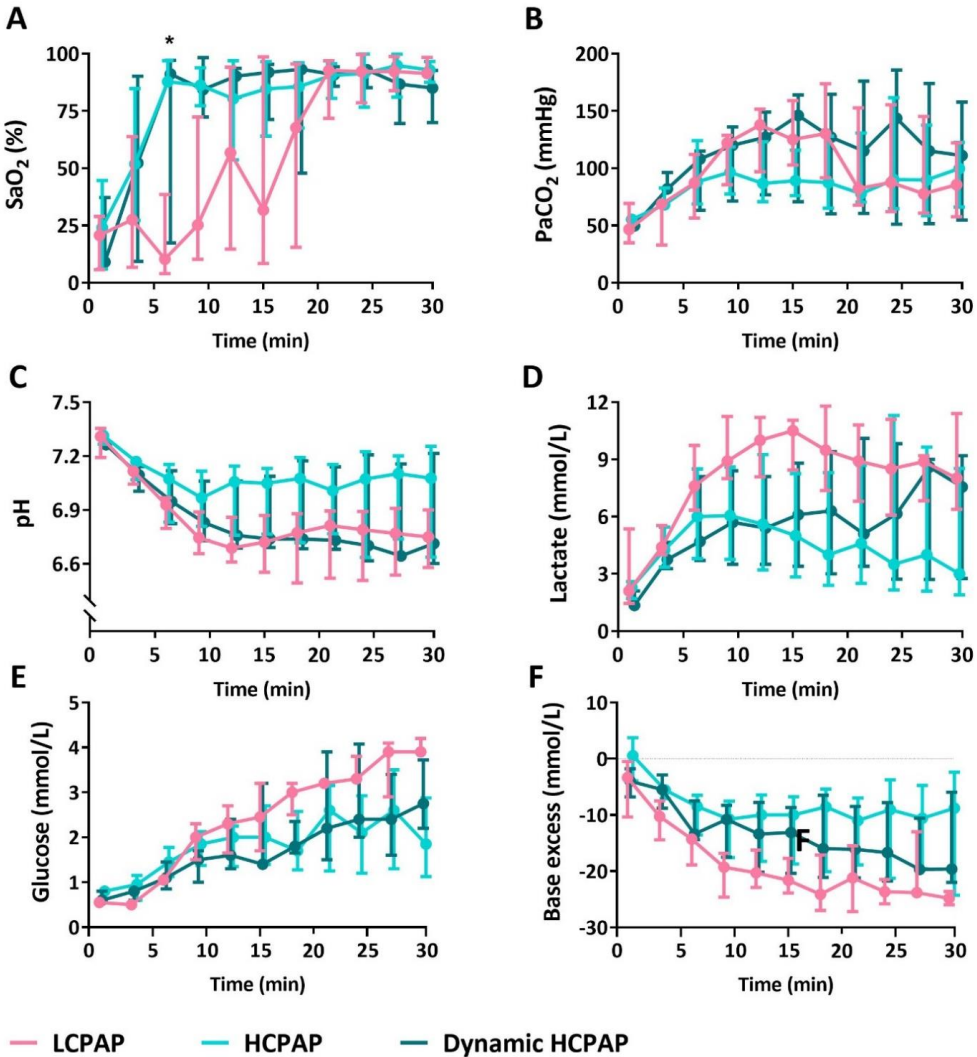 A
*
SaO2 (%)
100
75
50
25
0
0 5 10 15 20 25 30
Time (min)
B
PaCO2 (mmHg)
200
150
100
50
0
0 5 10 15 20 25 30
Time (min)
C
pH
7.5
7.2
6.9
6.6
0 5 10 15 20 25 30
Time (min)
D
Lactate (mmol/L)
12
9
6
3
0
0 5 10 15 20 25 30
Time (min)
E
Glucose (mmol/L)
5
4
3
2
1
0
0 5 10 15 20 25 30
Time (min)
F
Base excess (mmol/L)
10
0
-10
-20
-30
F
0 5 10 15 20 25 30
Time (min)
LCPAP HCPAP Dynamic HCPAP